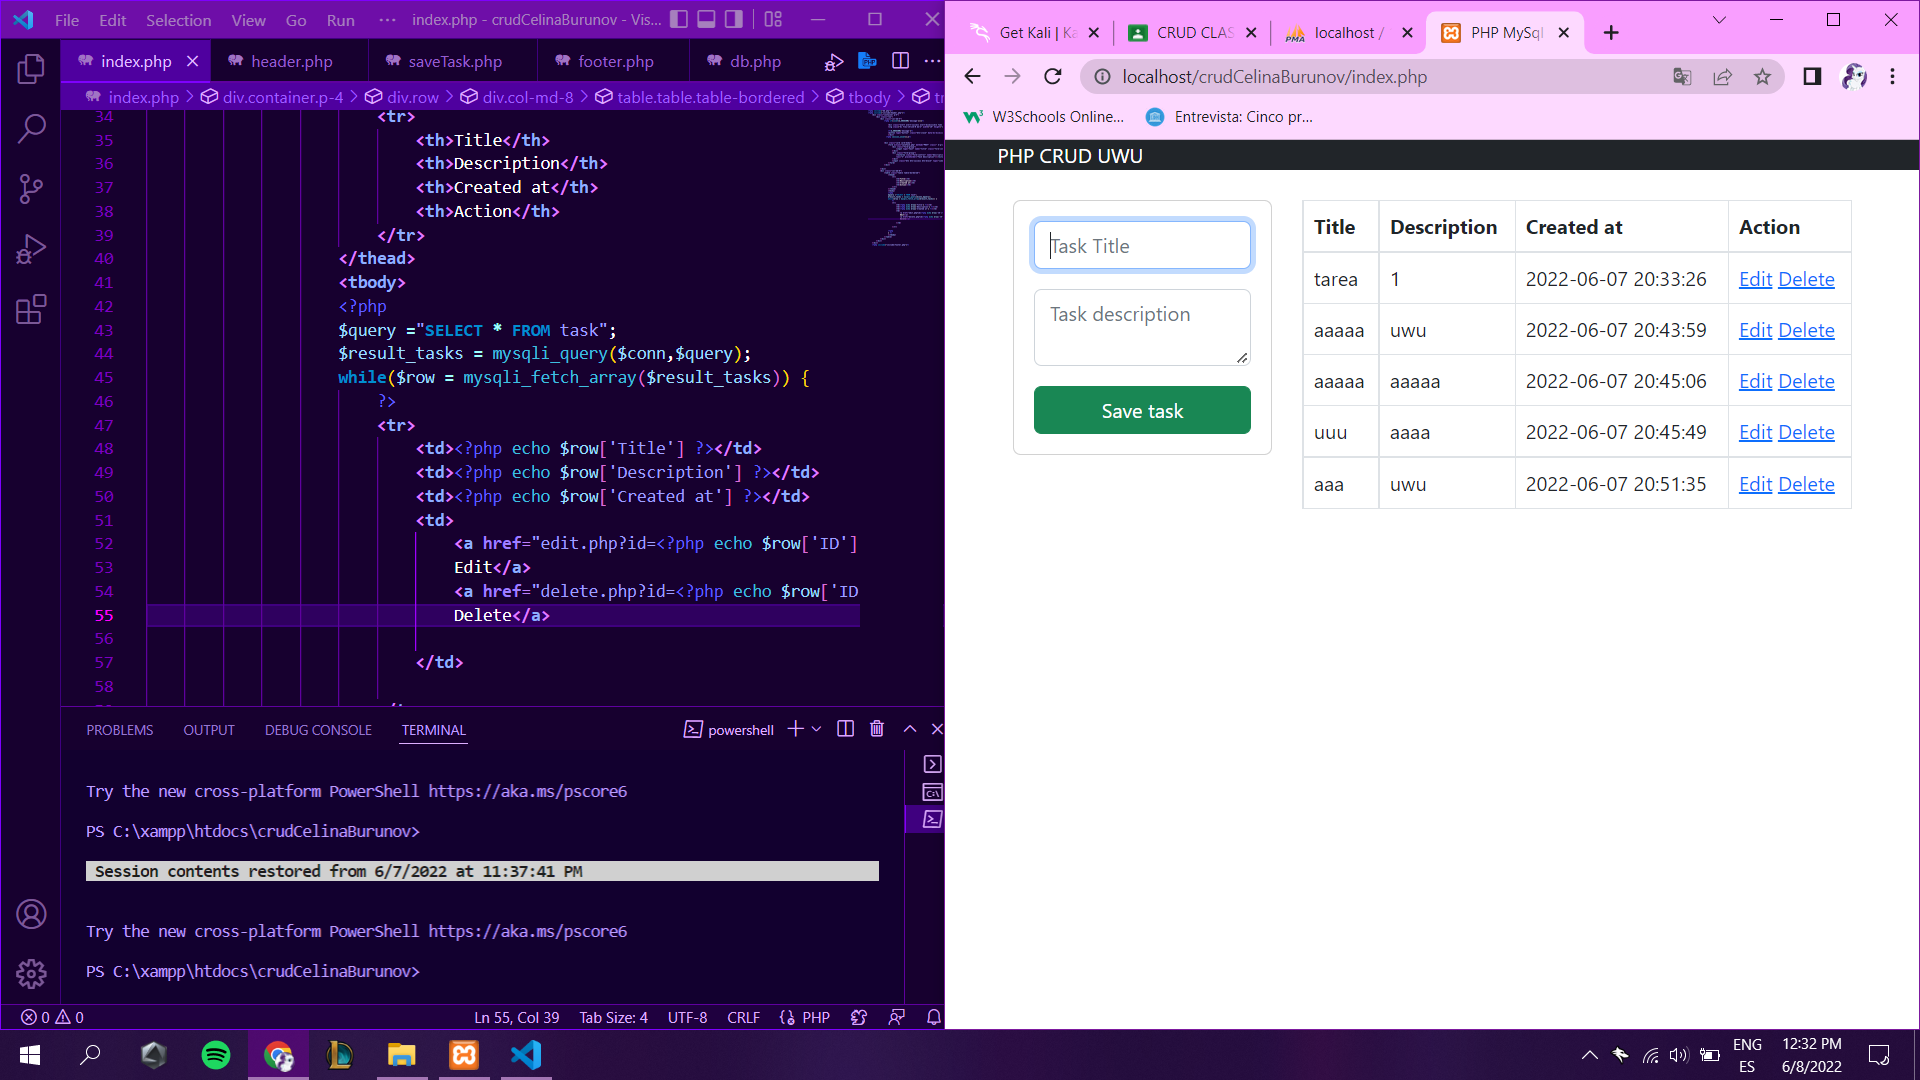 File Edit Selection View Go Run ··· index.php - crudCelinaBurunov - Vis...
index.php header.php saveTask.php footer.php db.php
index.php > div.container.p-4 > div.row > div.col-md-8 > table.table.table-bordered > tbody > tr
34 <tr>
35 <th>Title</th>
36 <th>Description</th>
37 <th>Created at</th>
38 <th>Action</th>
39 </tr>
40 </thead>
41 <tbody>
42 <?php
43 $query ="SELECT * FROM task";
44 $result_tasks = mysqli_query($conn,$query);
45 while($row = mysqli_fetch_array($result_tasks)) {
46 ?>
47 <tr>
48 <td><?php echo $row['Title'] ?></td>
49 <td><?php echo $row['Description'] ?></td>
50 <td><?php echo $row['Created at'] ?></td>
51 <td>
52 <a href="edit.php?id=<?php echo $row['ID']
53 Edit</a>
54 <a href="delete.php?id=<?php echo $row['ID
55 Delete</a>
56
57 </td>
58
PROBLEMS OUTPUT DEBUG CONSOLE TERMINAL powershell
Try the new cross-platform PowerShell https://aka.ms/pscore6
PS C:\xampp\htdocs\crudCelinaBurunov>
Session contents restored from 6/7/2022 at 11:37:41 PM
Try the new cross-platform PowerShell https://aka.ms/pscore6
PS C:\xampp\htdocs\crudCelinaBurunov>
0 0 Ln 55, Col 39 Tab Size: 4 UTF-8 CRLF PHP
Get Kali | Ka CRUD CLAS PMA localhost / PHP MySql
localhost/crudCelinaBurunov/index.php
W3Schools Online... Entrevista: Cinco pr...
PHP CRUD UWU
Task Title
Task description
Save task
Title Description Created at Action
tarea 1 2022-06-07 20:33:26 Edit Delete
aaaaa uwu 2022-06-07 20:43:59 Edit Delete
aaaaa aaaaa 2022-06-07 20:45:06 Edit Delete
uuu aaaa 2022-06-07 20:45:49 Edit Delete
aaa uwu 2022-06-07 20:51:35 Edit Delete
ENG
ES
12:32 PM
6/8/2022